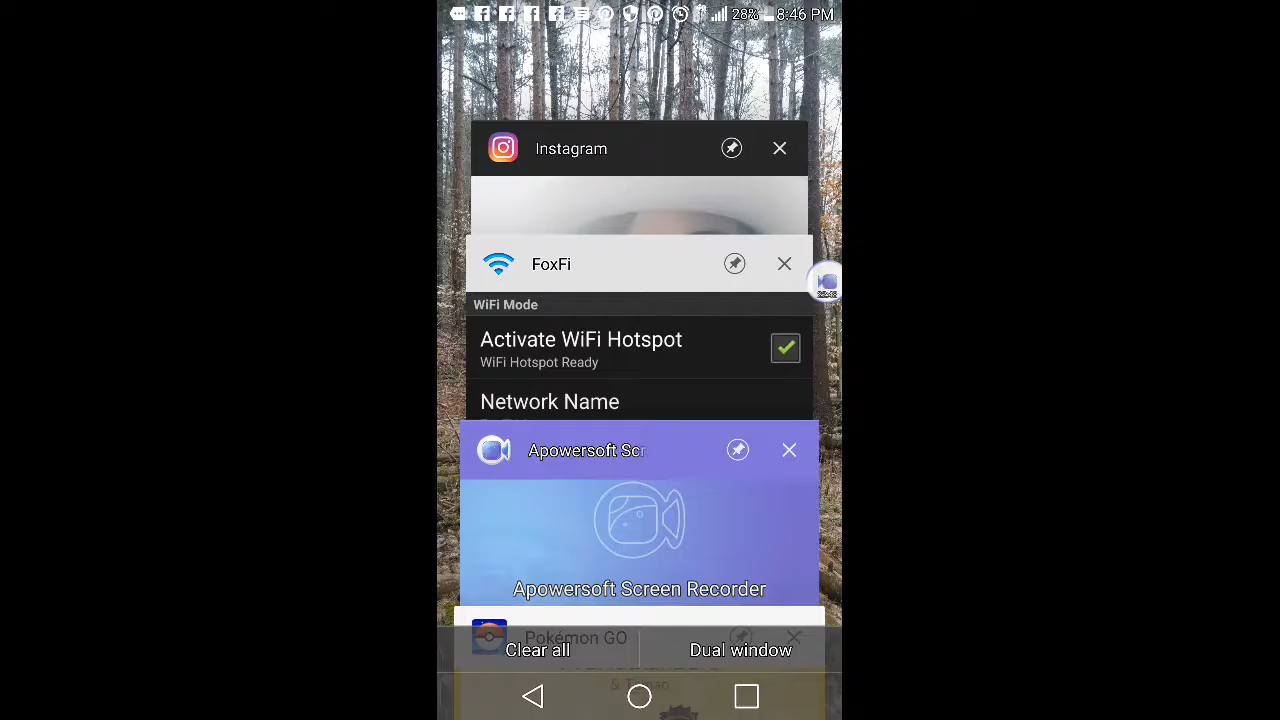 28% 8:46 PM
Instagram
FoxFi
WiFi Mode
Activate WiFi Hotspot
WiFi Hotspot Ready
Network Name
Apowersoft Scr
Apowersoft Screen Recorder
Pokémon GO
Clear all
Dual window